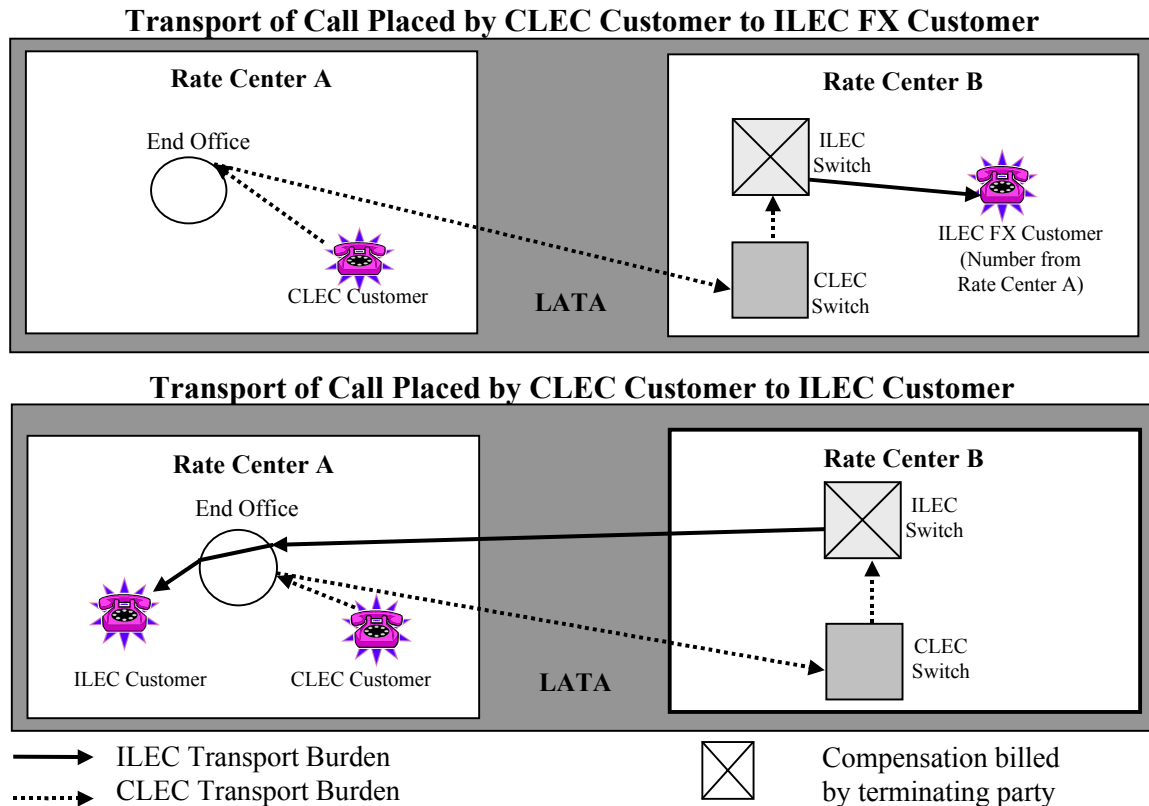 Transport of Call Placed by CLEC Customer to ILEC FX Customer
Rate Center A
End Office
CLEC Customer
LATA
Rate Center B
ILEC
Switch
ILEC FX Customer
(Number from
Rate Center A)
CLEC
Switch
Transport of Call Placed by CLEC Customer to ILEC Customer
Rate Center A
End Office
ILEC Customer
CLEC Customer
LATA
Rate Center B
ILEC
Switch
CLEC
Switch
ILEC Transport Burden
CLEC Transport Burden
Compensation billed
by terminating party